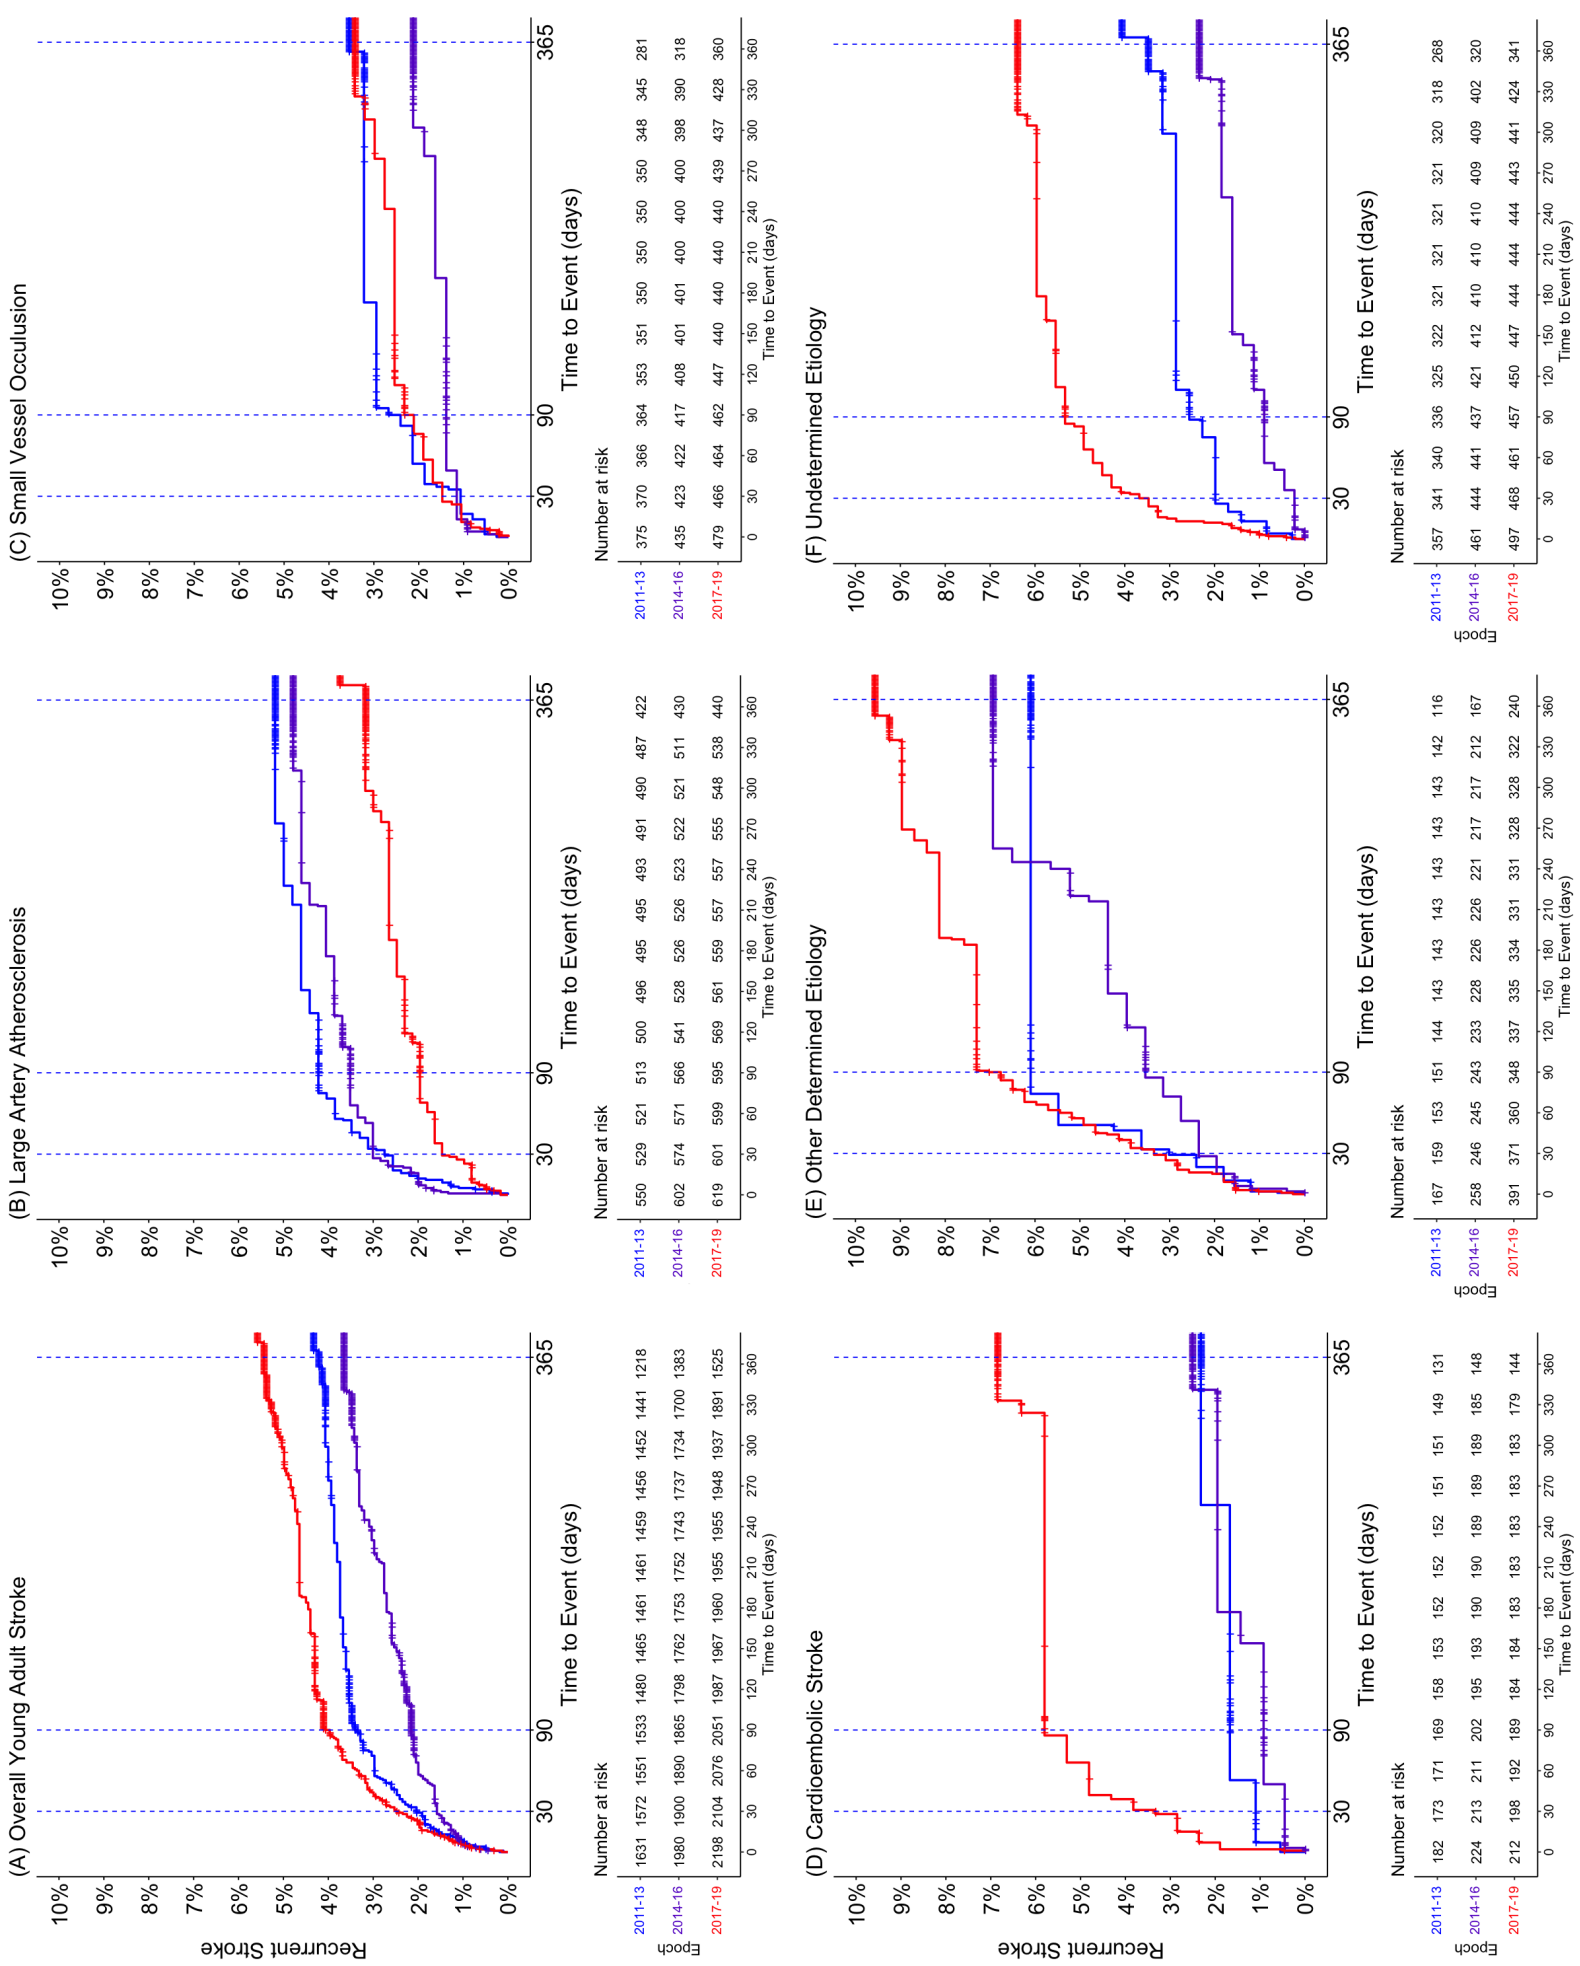 (A) Overall Young Adult Stroke
Recurrent Stroke
10%
9%
8%
7%
6%
5%
4%
3%
2%
1%
0%
30
90
365
Time to Event (days)
Number at risk
Epoch
2011-13 1631 1572 1551 1533 1480 1465 1461 1461 1459 1456 1452 1441 1218
2014-16 1980 1900 1890 1865 1798 1762 1753 1752 1743 1737 1734 1700 1383
2017-19 2198 2104 2076 2051 1987 1967 1960 1955 1955 1948 1937 1891 1525
0 30 60 90 120 150 180 210 240 270 300 330 360
Time to Event (days)
(B) Large Artery Atherosclerosis
10%
9%
8%
7%
6%
5%
4%
3%
2%
1%
0%
30
90
365
Time to Event (days)
Number at risk
2011-13 550 529 521 513 500 496 495 495 493 491 490 487 422
2014-16 602 574 571 566 541 528 526 526 523 522 521 511 430
2017-19 619 601 599 595 569 561 559 557 557 555 548 538 440
0 30 60 90 120 150 180 210 240 270 300 330 360
Time to Event (days)
(C) Small Vessel Occulusion
10%
9%
8%
7%
6%
5%
4%
3%
2%
1%
0%
30
90
365
Time to Event (days)
Number at risk
2011-13 375 370 366 364 353 351 350 350 350 350 348 345 281
2014-16 435 423 422 417 408 401 401 400 400 400 398 390 318
2017-19 479 466 464 462 447 440 440 440 440 439 437 428 360
0 30 60 90 120 150 180 210 240 270 300 330 360
Time to Event (days)
(D) Cardioembolic Stroke
Recurrent Stroke
10%
9%
8%
7%
6%
5%
4%
3%
2%
1%
0%
30
90
365
Time to Event (days)
Number at risk
Epoch
2011-13 182 173 171 169 158 153 152 152 152 151 151 149 131
2014-16 224 213 211 202 195 193 190 190 189 189 189 185 148
2017-19 212 198 192 189 184 184 183 183 183 183 183 179 144
0 30 60 90 120 150 180 210 240 270 300 330 360
Time to Event (days)
(E) Other Determined Etiology
10%
9%
8%
7%
6%
5%
4%
3%
2%
1%
0%
30
90
365
Time to Event (days)
Number at risk
Epoch
2011-13 167 159 153 151 144 143 143 143 143 143 143 142 116
2014-16 258 246 245 243 233 228 226 226 221 217 217 212 167
2017-19 391 371 360 348 337 335 334 331 331 328 328 322 240
0 30 60 90 120 150 180 210 240 270 300 330 360
Time to Event (days)
(F) Undetermined Etiology
10%
9%
8%
7%
6%
5%
4%
3%
2%
1%
0%
30
90
365
Time to Event (days)
Number at risk
Epoch
2011-13 357 341 340 336 325 322 321 321 321 321 320 318 268
2014-16 461 444 441 437 421 412 410 410 410 409 409 402 320
2017-19 497 468 461 457 450 447 444 444 444 443 441 424 341
0 30 60 90 120 150 180 210 240 270 300 330 360
Time to Event (days)